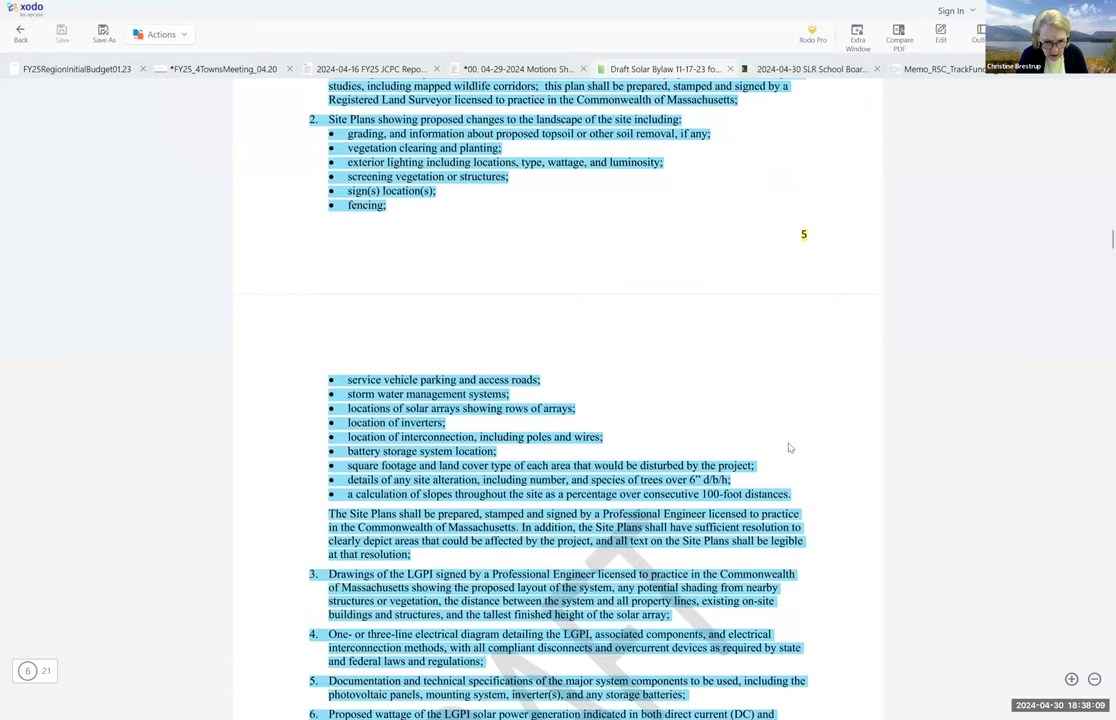 xodo
by apryse
Sign In
Back
Save
Save As
Actions
Xodo Pro
Extra
Window
Compare
PDF
Edit
Christine Brestrup
FY25RegionInitialBudget01.23
*FY25_4TownsMeeting_04.20
2024-04-16 FY25 JCPC Repo...
*00. 04-29-2024 Motions Sh...
Draft Solar Bylaw 11-17-23 fo...
2024-04-30 SLR School Boar...
Memo_RSC_TrackFun
studies, including mapped wildlife corridors; this plan shall be prepared, stamped and signed by a
Registered Land Surveyor licensed to practice in the Commonwealth of Massachusetts;
2. Site Plans showing proposed changes to the landscape of the site including:
• grading, and information about proposed topsoil or other soil removal, if any;
• vegetation clearing and planting;
• exterior lighting including locations, type, wattage, and luminosity;
• screening vegetation or structures;
• sign(s) location(s);
• fencing;
5
• service vehicle parking and access roads;
• storm water management systems;
• locations of solar arrays showing rows of arrays;
• location of inverters;
• location of interconnection, including poles and wires;
• battery storage system location;
• square footage and land cover type of each area that would be disturbed by the project;
• details of any site alteration, including number, and species of trees over 6” d/b/h;
• a calculation of slopes throughout the site as a percentage over consecutive 100-foot distances.
The Site Plans shall be prepared, stamped and signed by a Professional Engineer licensed to practice
in the Commonwealth of Massachusetts. In addition, the Site Plans shall have sufficient resolution to
clearly depict areas that could be affected by the project, and all text on the Site Plans shall be legible
at that resolution;
3. Drawings of the LGPI signed by a Professional Engineer licensed to practice in the Commonwealth
of Massachusetts showing the proposed layout of the system, any potential shading from nearby
structures or vegetation, the distance between the system and all property lines, existing on-site
buildings and structures, and the tallest finished height of the solar array;
4. One- or three-line electrical diagram detailing the LGPI, associated components, and electrical
interconnection methods, with all compliant disconnects and overcurrent devices as required by state
and federal laws and regulations;
5. Documentation and technical specifications of the major system components to be used, including the
photovoltaic panels, mounting system, inverter(s), and any storage batteries;
6. Proposed wattage of the LGPI solar power generation indicated in both direct current (DC) and
6 21
2024-04-30 18:38:09